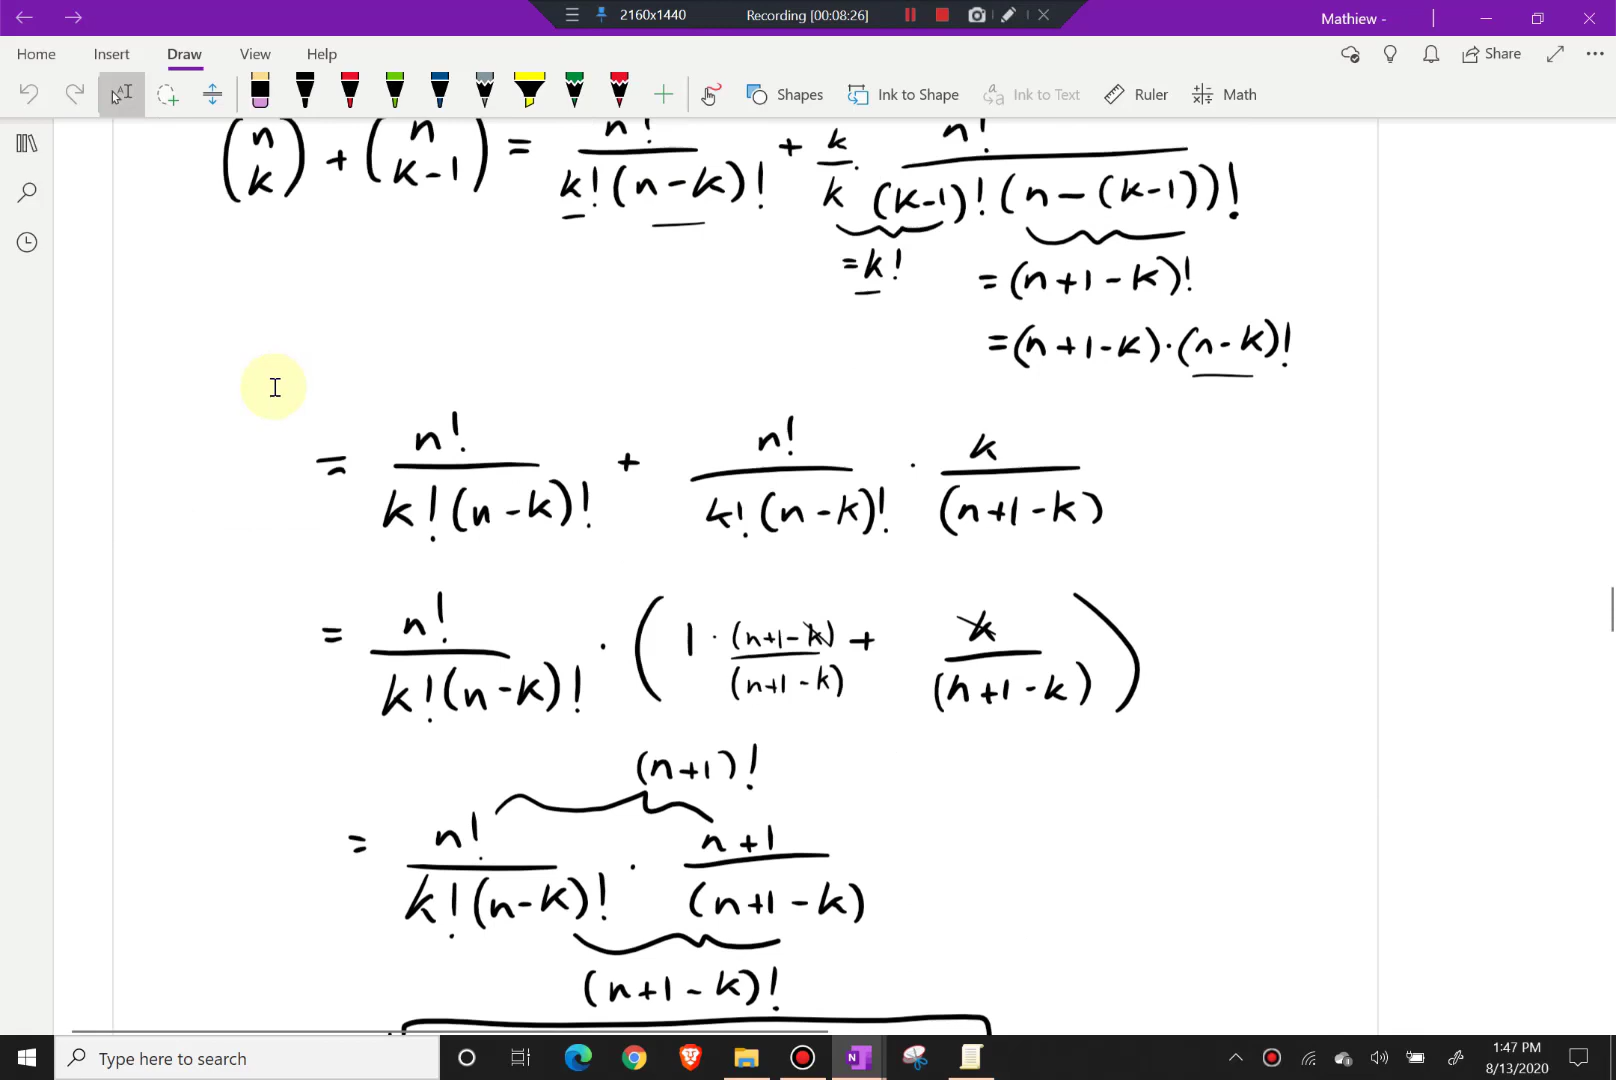 2160x1440 Recording [00:08:26] Mathiew -
Home Insert Draw View Help Share
Shapes Ink to Shape Ink to Text Ruler Math
(n k) + (n k-1) = n! / k!(n-k)! + k/k · n! / (k-1)!(n-(k-1))!
=k! =(n+1-k)!
=(n+1-k)·(n-k)!
= n! / k!(n-k)! + n! / k!(n-k)! · k / (n+1-k)
= n! / k!(n-k)! · (1 · (n+1-k) / (n+1-k) + k / (n+1-k))
(n+1)!
= n! / k!(n-k)! · n+1 / (n+1-k)
(n+1-k)!
Type here to search
1:47 PM
8/13/2020